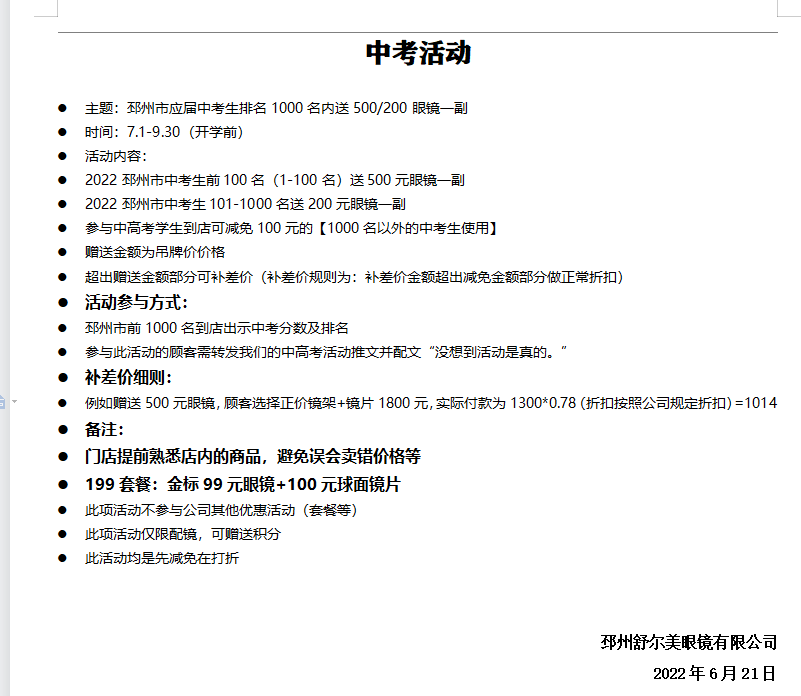 中考活动
● 主题：邳州市应届中考生排名 1000 名内送 500/200 眼镜一副
● 时间：7.1-9.30（开学前）
● 活动内容：
● 2022 邳州市中考生前 100 名（1-100 名）送 500 元眼镜一副
● 2022 邳州市中考生 101-1000 名送 200 元眼镜一副
● 参与中高考学生到店可减免 100 元的【1000 名以外的中考生使用】
● 赠送金额为吊牌价价格
● 超出赠送金额部分可补差价（补差价规则为：补差价金额超出减免金额部分做正常折扣）
● 活动参与方式：
● 邳州市前 1000 名到店出示中考分数及排名
● 参与此活动的顾客需转发我们的中高考活动推文并配文“没想到活动是真的。”
● 补差价细则：
● 例如赠送 500 元眼镜，顾客选择正价镜架+镜片 1800 元，实际付款为 1300*0.78（折扣按照公司规定折扣）=1014
● 备注：
● 门店提前熟悉店内的商品，避免误会卖错价格等
● 199 套餐：金标 99 元眼镜+100 元球面镜片
● 此项活动不参与公司其他优惠活动（套餐等）
● 此项活动仅限配镜，可赠送积分
● 此活动均是先减免在打折
邳州舒尔美眼镜有限公司
2022 年 6 月 21 日